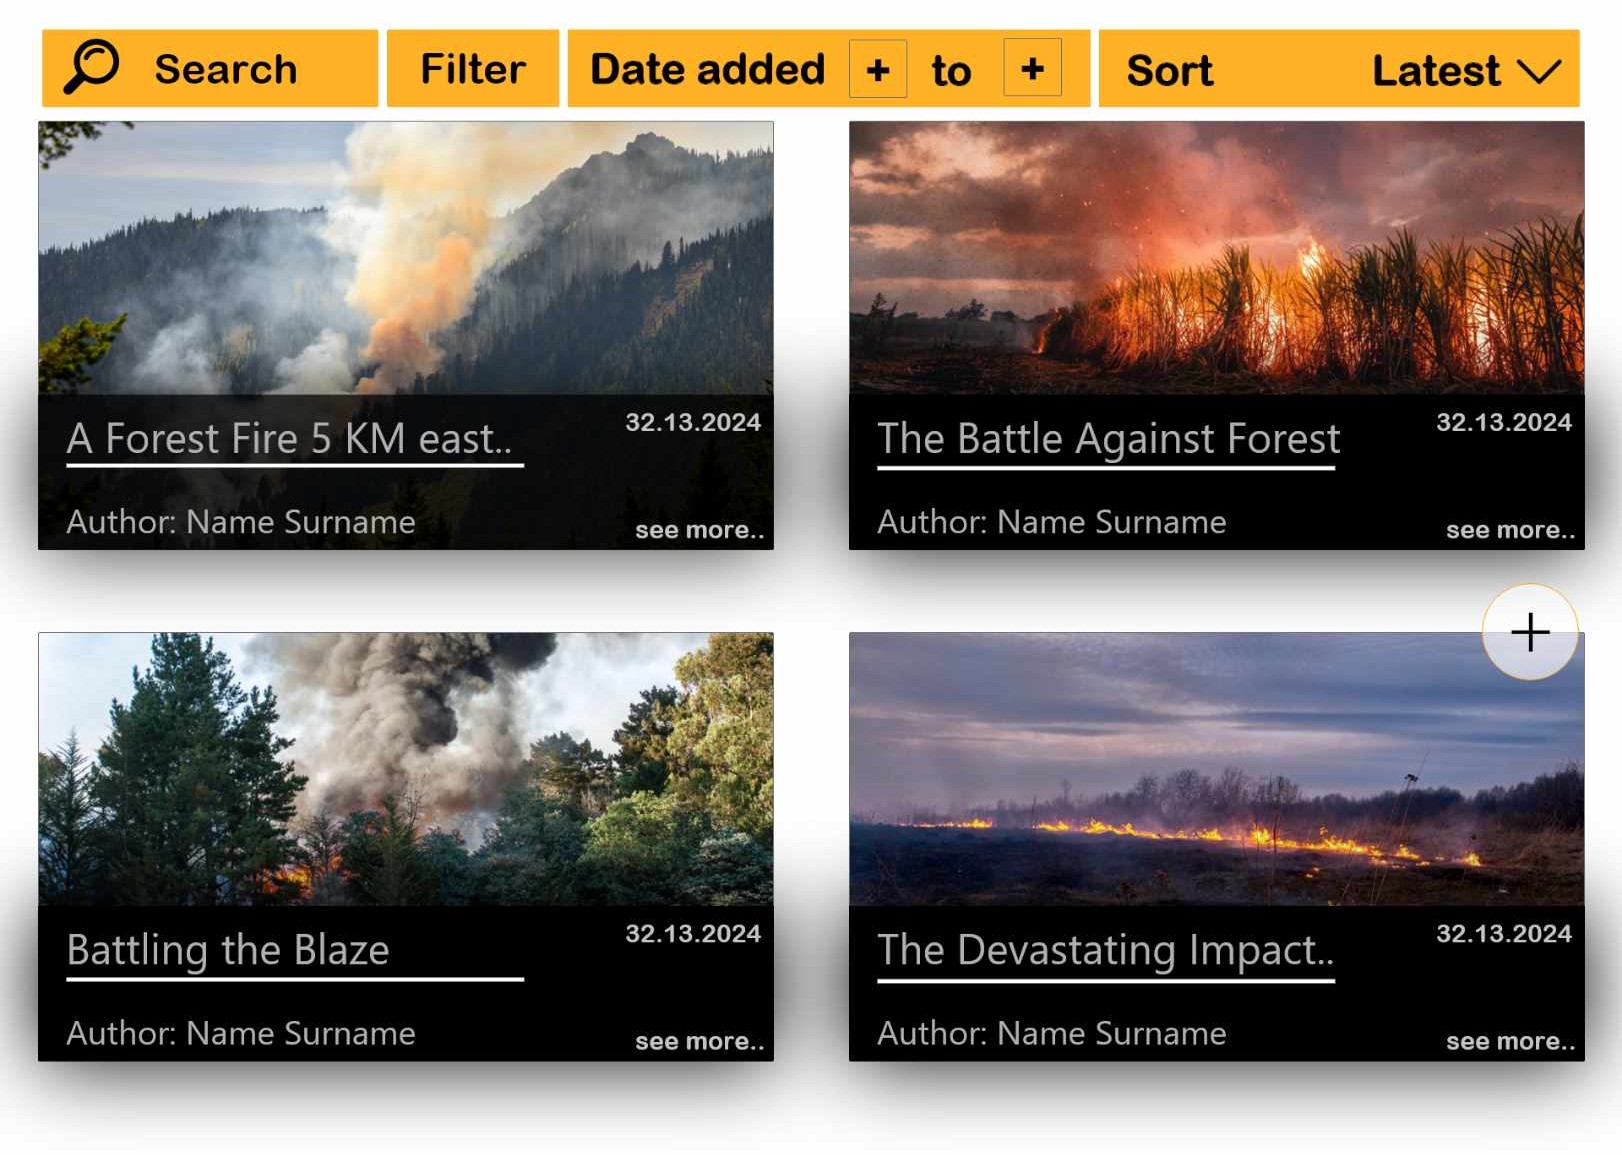 Search Filter Date added + to + Sort Latest
A Forest Fire 5 KM east..
32.13.2024
Author: Name Surname
see more..
The Battle Against Forest
32.13.2024
Author: Name Surname
see more..
+
Battling the Blaze
32.13.2024
Author: Name Surname
see more..
The Devastating Impact..
32.13.2024
Author: Name Surname
see more..